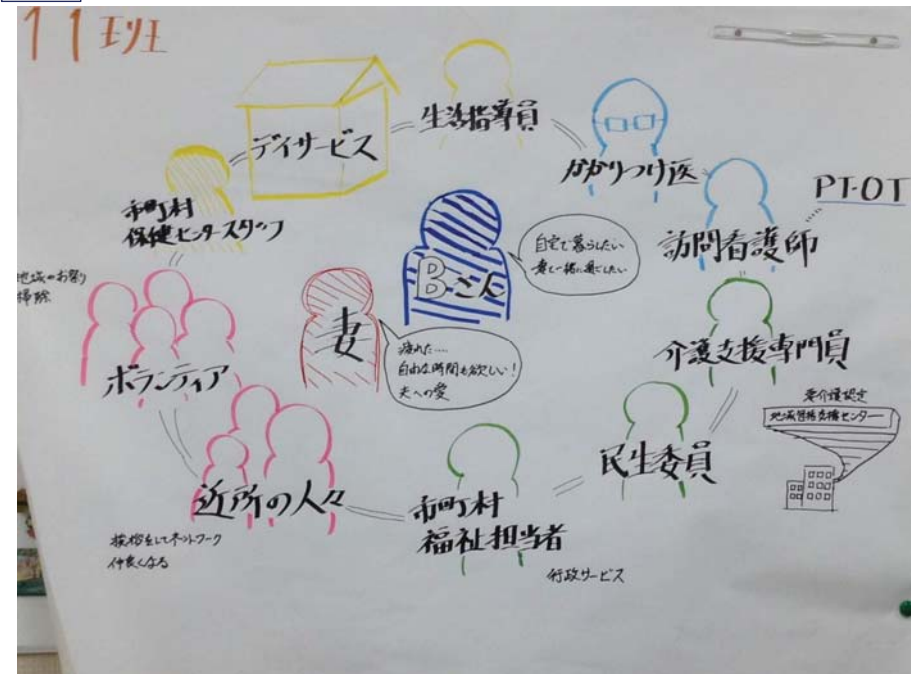 11班
デイサービス
生活指導員
かかりつけ医
PT・OT
訪問看護師
市町村
保健センタースタッフ
B.さん
自宅で暮らしたい
妻と一緒に過ごしたい
地域のお祭り
掃除
妻
疲れた....
自由な時間も欲しい!
夫への愛
介護支援専門員
ボランティア
要介護認定
地域包括支援センター
民生委員
近所の人々
市町村
福祉担当者
挨拶をしてネットワーク
仲良くなる
行政サービス